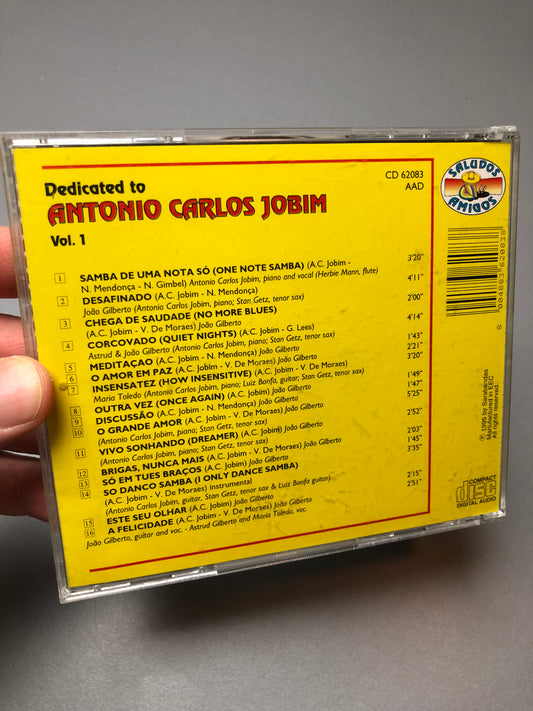 Dedicated to
ANTONIO CARLOS JOBIM
Vol. 1
CD 62083
AAD
SALUDOS
AMIGOS
1 SAMBA DE UMA NOTA SÓ (ONE NOTE SAMBA) (A.C. Jobim - 3'20"
N. Mendonça - N. Gimbel) Antonio Carlos Jobim, piano and vocal (Herbie Mann, flute)
2 DESAFINADO (A.C. Jobim - N. Mendonça) 4'11"
João Gilberto (Antonio Carlos Jobim, piano; Stan Getz, tenor sax)
3 CHEGA DE SAUDADE (NO MORE BLUES) 2'00"
(A.C. Jobim - V. De Moraes) João Gilberto
4 CORCOVADO (QUIET NIGHTS) (A.C. Jobim - G. Lees) 4'14"
Astrud & João Gilberto (Antonio Carlos Jobim, piano; Stan Getz, tenor sax)
5 MEDITAÇAO (A.C. Jobim - N. Mendonça) João Gilberto 1'43"
6 O AMOR EM PAZ (A.C. Jobim - V. De Moraes) João Gilberto 2'21"
7 INSENSATEZ (HOW INSENSITIVE) (A.C. Jobim - V. De Moraes) 3'20"
Maria Toledo (Antonio Carlos Jobim, piano; Luiz Bonfa, guitar; Stan Getz, tenor sax)
8 OUTRA VEZ (ONCE AGAIN) (A.C. Jobim) João Gilberto 1'49"
9 DISCUSSÃO (A.C. Jobim - N. Mendonça) João Gilberto 1'47"
10 O GRANDE AMOR (A.C. Jobim - V. De Moraes) João Gilberto 5'25"
(Antonio Carlos Jobim, piano; Stan Getz, tenor sax)
11 VIVO SONHANDO (DREAMER) (A.C. Jobim) João Gilberto 2'52"
(Antonio Carlos Jobim, piano; Stan Getz, tenor sax)
12 BRIGAS, NUNCA MAIS (A.C. Jobim - V. De Moraes) João Gilberto 2'03"
13 SÓ EM TUES BRAÇOS (A.C. Jobim) João Gilberto 1'45"
14 SO DANCO SAMBA (I ONLY DANCE SAMBA) 3'35"
(A.C. Jobim - V. De Moraes) instrumental
(Antonio Carlos Jobim, guitar, Stan Getz, tenor sax & Luiz Bonfa guitar)
15 ESTE SEU OLHAR (A.C. Jobim) João Gilberto 2'15"
16 A FELICIDADE (A.C. Jobim - V. De Moraes) João Gilberto 2'51"
João Gilberto, guitar and voc - Astrud Gilberto and Maria Toledo, voc.
℗ 1990 by Sarabandas
Manufactured in EEC
All rights reserved
COMPACT
disc
DIGITAL AUDIO